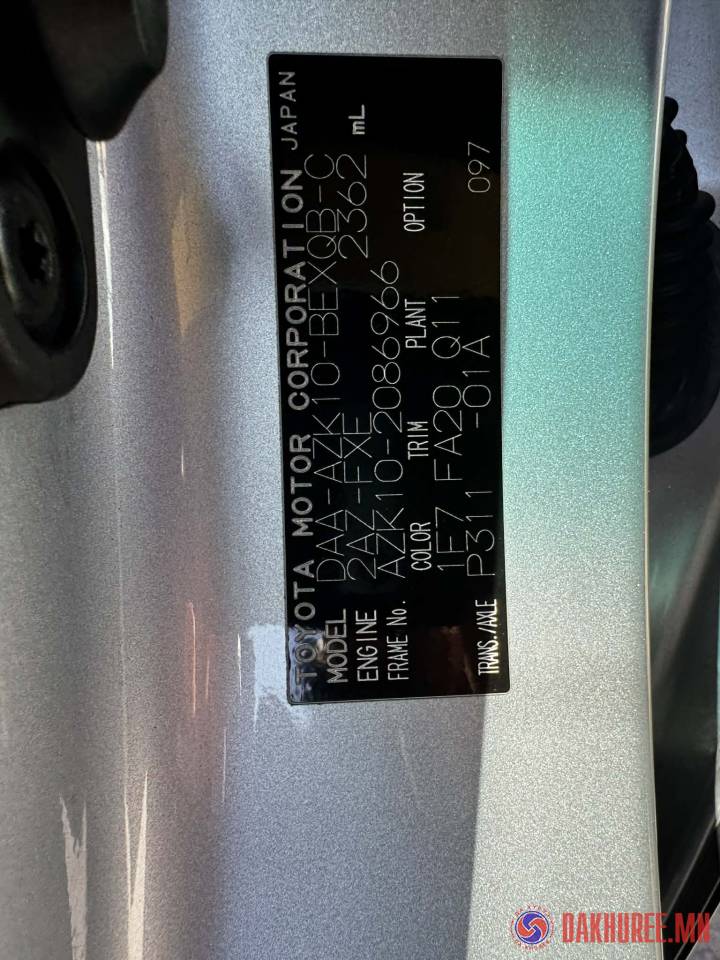 TOYOTA MOTOR CORPORATION JAPAN
MODEL DAA-AZK10-BEXQB-C
ENGINE 2AZ-FXE 2362 mL
FRAME No. AZK10-2086966
COLOR TRIM PLANT OPTION
1F7 FA20 Q11
TRANS./AXLE P311 -01A 097
DAKHUREE.MN